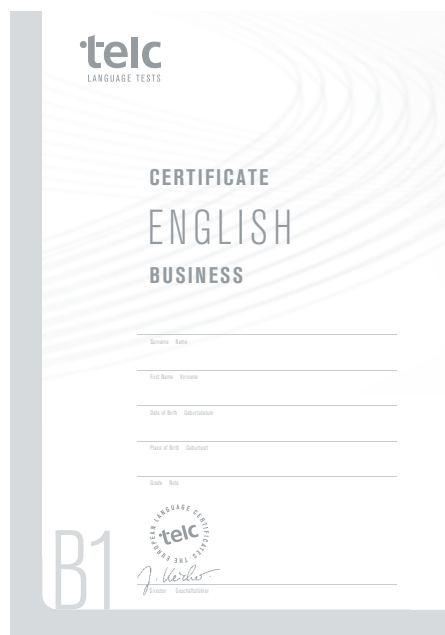 telc
LANGUAGE TESTS
CERTIFICATE
ENGLISH
BUSINESS
Surname Name
First Name Vorname
Date of Birth Geburtsdatum
Place of Birth Geburtsort
Grade Note
THE EUROPEAN LANGUAGE CERTIFICATES
telc
B1
Director Geschäftsführer